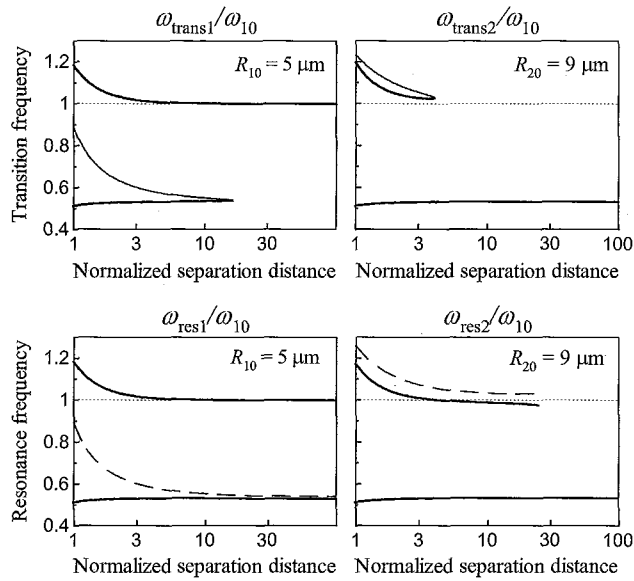 ω_trans1/ω_10
ω_trans2/ω_10
Transition frequency
1.2
1
0.8
0.6
0.4
R_10 = 5 μm
R_20 = 9 μm
1 3 10 30
1 3 10 30 100
Normalized separation distance
Normalized separation distance
ω_res1/ω_10
ω_res2/ω_10
Resonance frequency
1.2
1
0.8
0.6
0.4
R_10 = 5 μm
R_20 = 9 μm
1 3 10 30
1 3 10 30 100
Normalized separation distance
Normalized separation distance